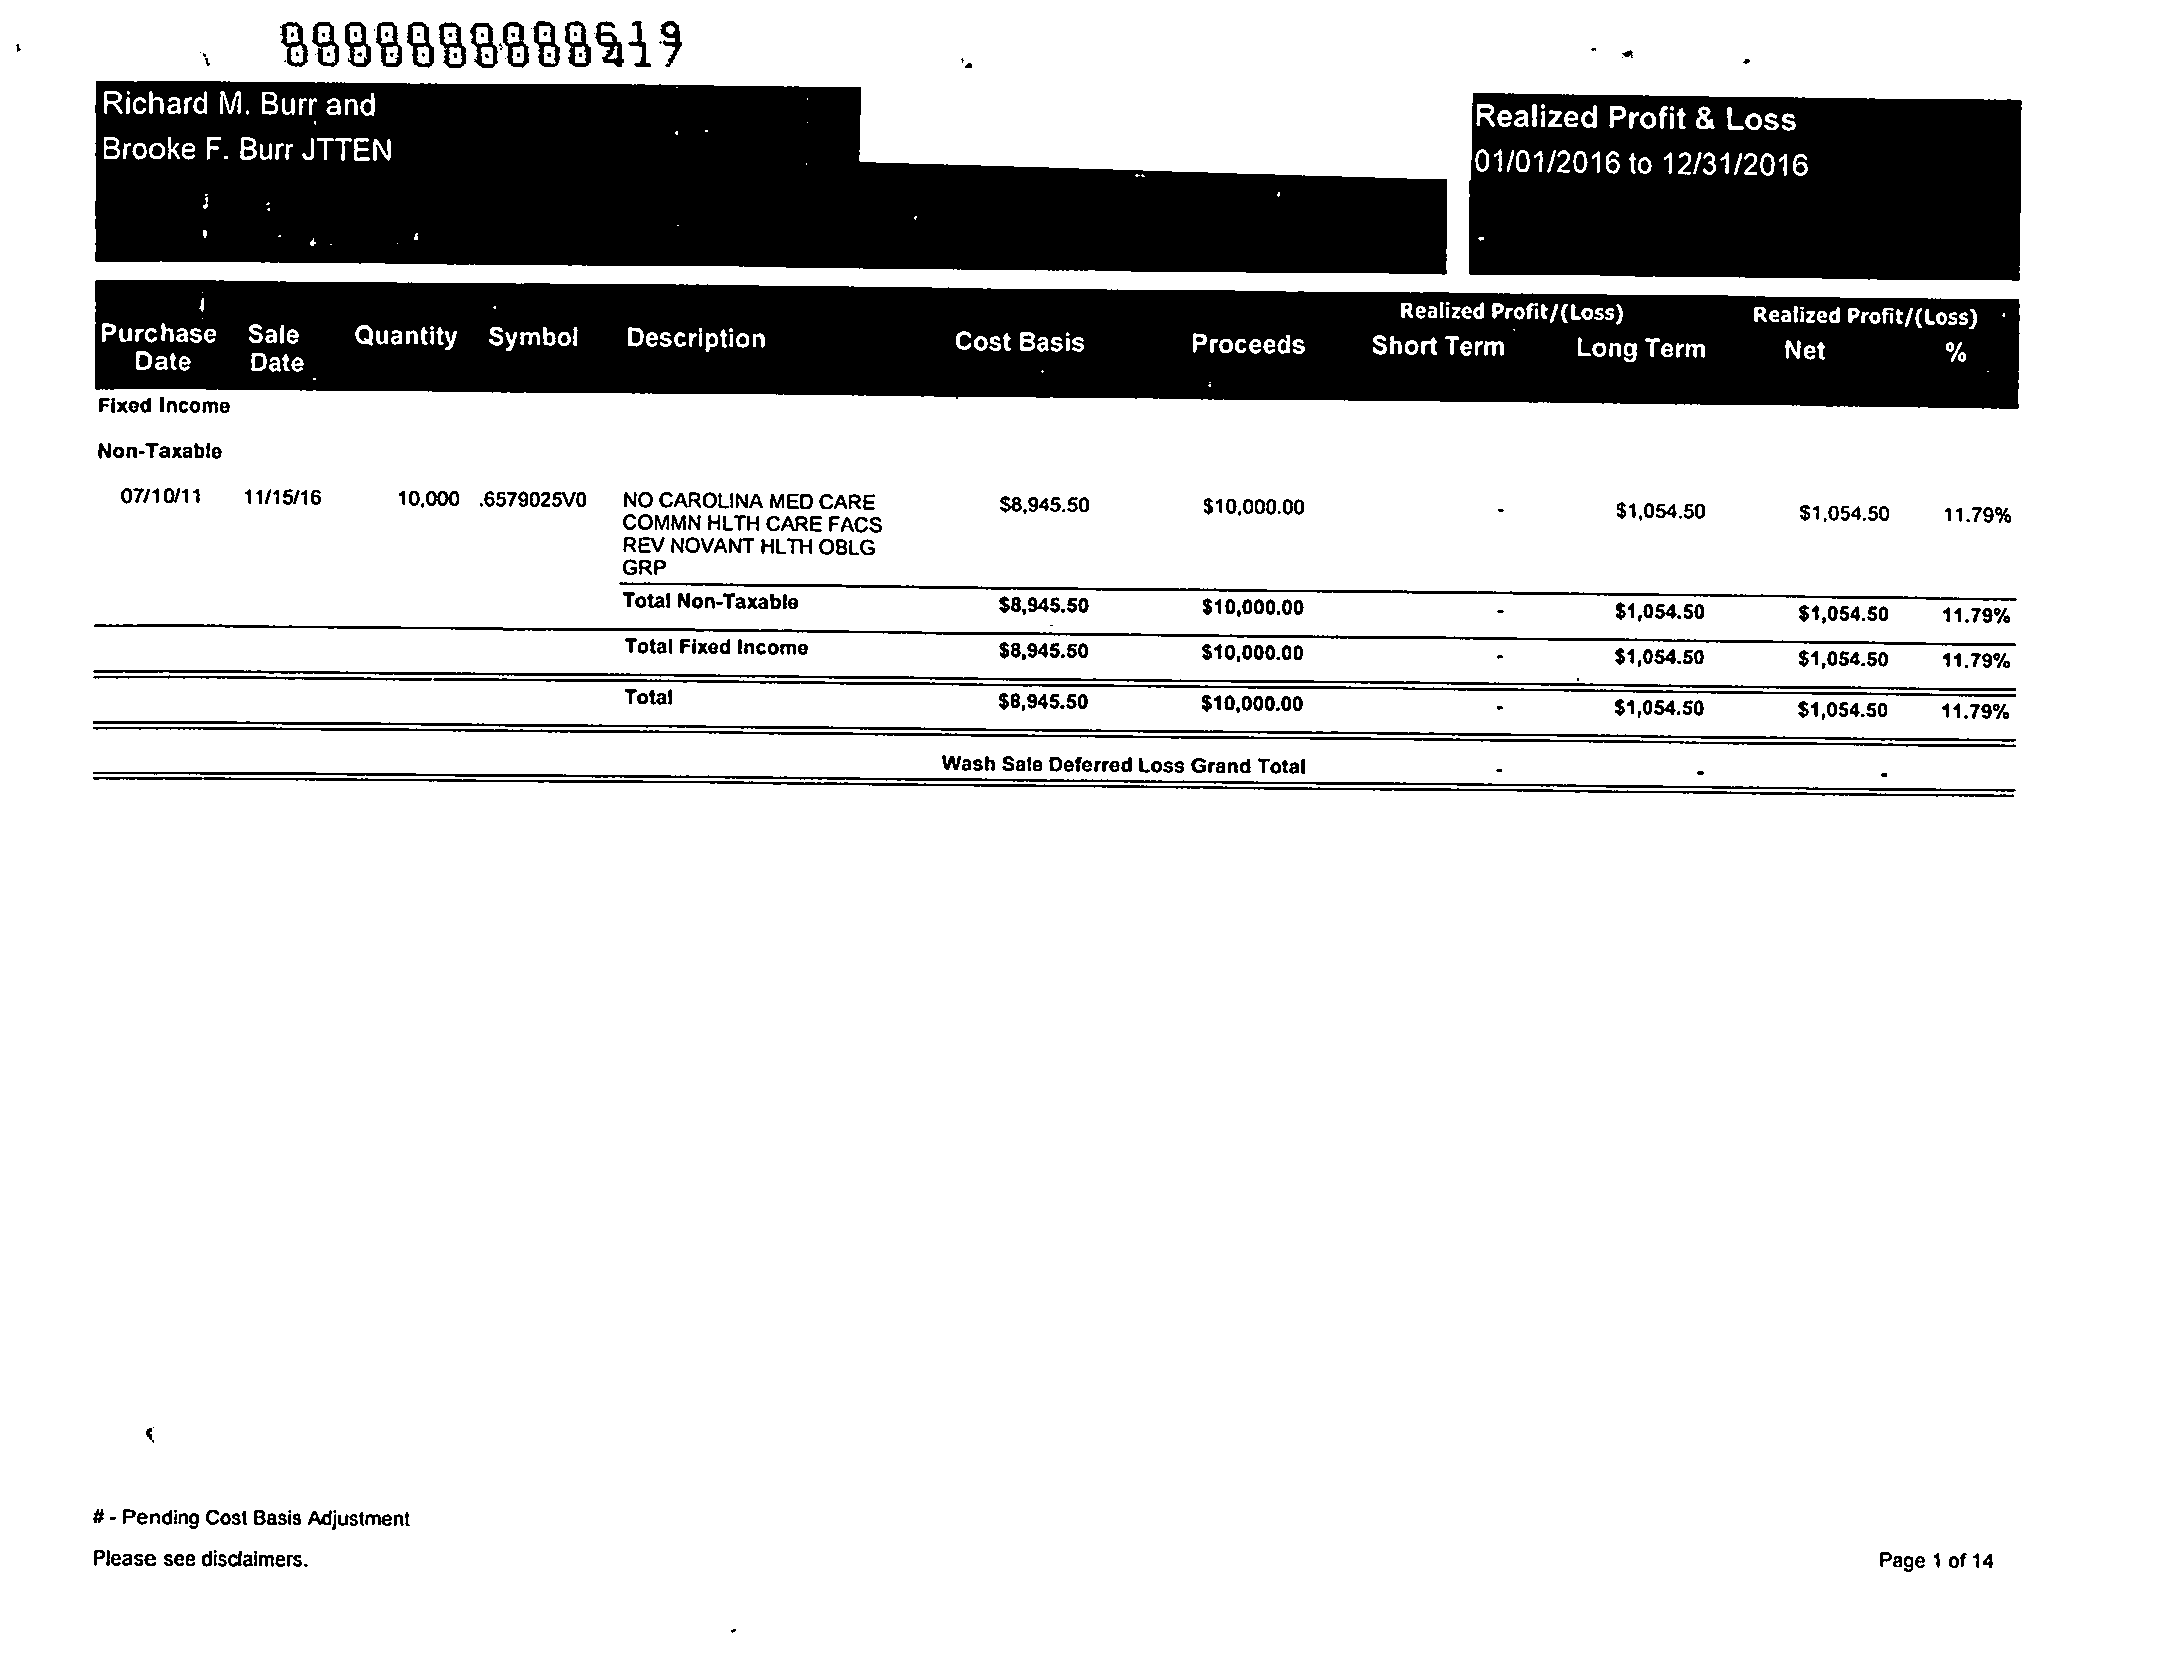 Richard M. Burr and
Brooke F. Burr JTTEN
Realized Profit & Loss
01/01/2016 to 12/31/2016
Realized Profit/(Loss) Realized Profit/(Loss)
Purchase Date Sale Date Quantity Symbol Description Cost Basis Proceeds Short Term Long Term Net %
Fixed Income
Non-Taxable
07/10/11 11/15/16 10,000 .6579025V0 NO CAROLINA MED CARE $8,945.50 $10,000.00 - $1,054.50 $1,054.50 11.79%
COMMN HLTH CARE FACS
REV NOVANT HLTH OBLG
GRP
Total Non-Taxable $8,945.50 $10,000.00 - $1,054.50 $1,054.50 11.79%
Total Fixed Income $8,945.50 $10,000.00 - $1,054.50 $1,054.50 11.79%
Total $8,945.50 $10,000.00 - $1,054.50 $1,054.50 11.79%
Wash Sale Deferred Loss Grand Total - - -
# - Pending Cost Basis Adjustment
Please see disclaimers.
Page 1 of 14